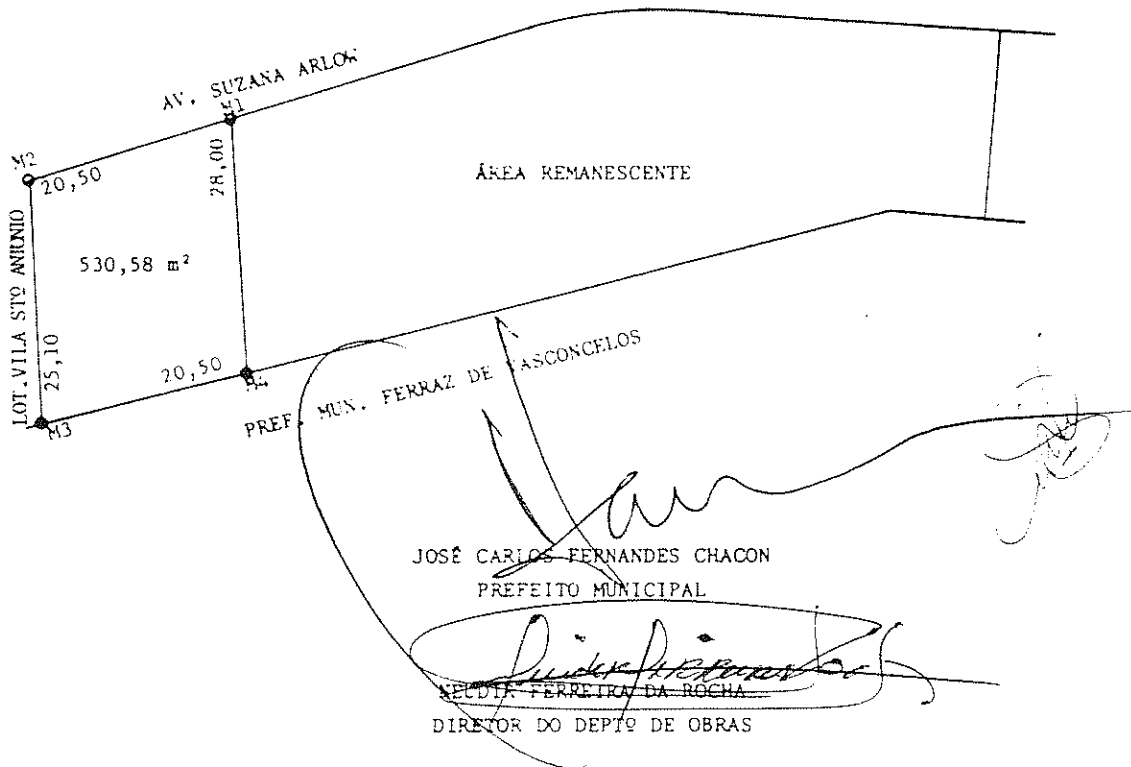 AV. SUZANA ARLOW
M1
M2
20,50
28,00
ÁREA REMANESCENTE
LOT.VILA STº ANTONIO
530,58 m²
25,10
20,50
M4
M3
PREF. MUN. FERRAZ DE VASCONCELOS
JOSÉ CARLOS FERNANDES CHACON
PREFEITO MUNICIPAL
NEUDIR FERREIRA DA ROCHA
DIRETOR DO DEPTº DE OBRAS